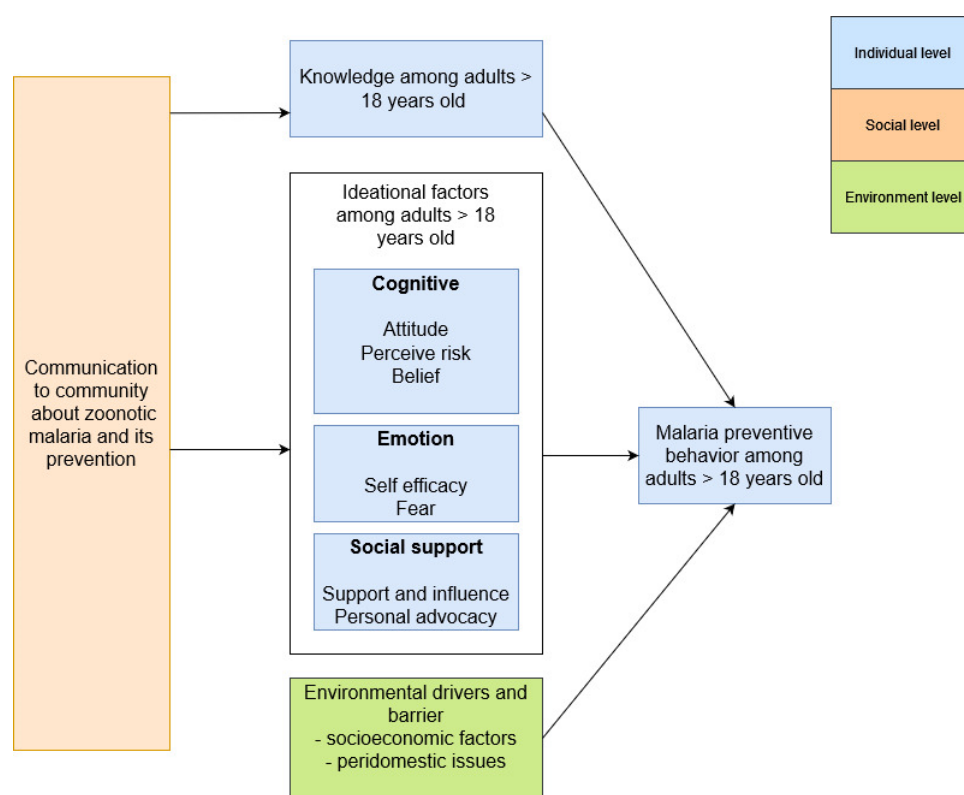 Communication
to community
about zoonotic
malaria and its
prevention
Knowledge among adults >
18 years old
Ideational factors
among adults > 18
years old
Cognitive
Attitude
Perceive risk
Belief
Emotion
Self efficacy
Fear
Social support
Support and influence
Personal advocacy
Environmental drivers and
barrier
- socioeconomic factors
- peridomestic issues
Malaria preventive
behavior among
adults > 18 years old
Individual level
Social level
Environment level